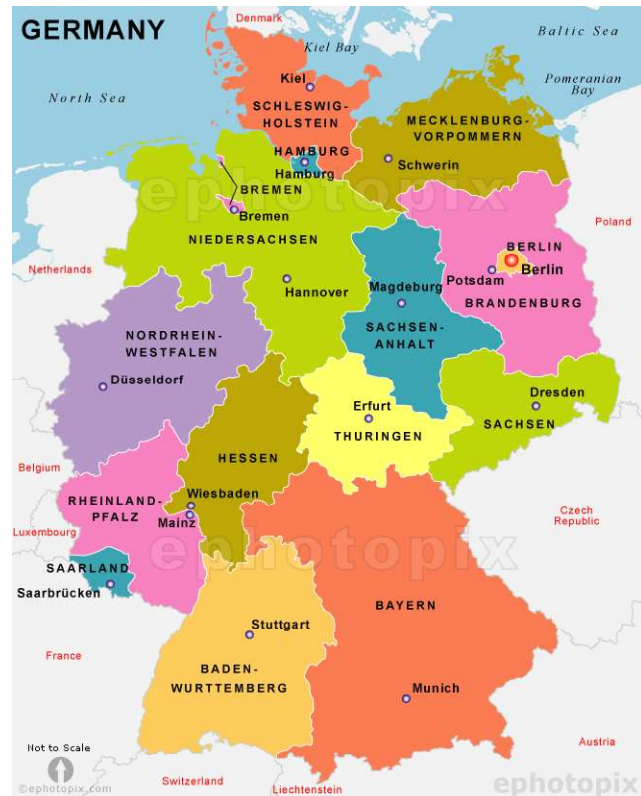 GERMANY
Denmark
Baltic Sea
Kiel Bay
Pomeranian
Bay
North Sea
Kiel
SCHLESWIG-
HOLSTEIN
MECKLENBURG-
VORPOMMERN
HAMBURG
Hamburg
Schwerin
ephotopix
BREMEN
Bremen
NIEDERSACHSEN
Poland
BERLIN
Berlin
Potsdam
BRANDENBURG
Netherlands
Hannover
Magdeburg
SACHSEN-
ANHALT
NORDRHEIN-
WESTFALEN
Düsseldorf
Erfurt
THURINGEN
Dresden
SACHSEN
HESSEN
Belgium
Wiesbaden
RHEINLAND-
PFALZ
Mainz
Czech
Republic
Luxembourg
ephotopix
SAARLAND
Saarbrücken
BAYERN
Stuttgart
France
BADEN-
WURTTEMBERG
Munich
Not to Scale
Austria
Switzerland
©ephotopix.com
Liechtenstein
ephotopix